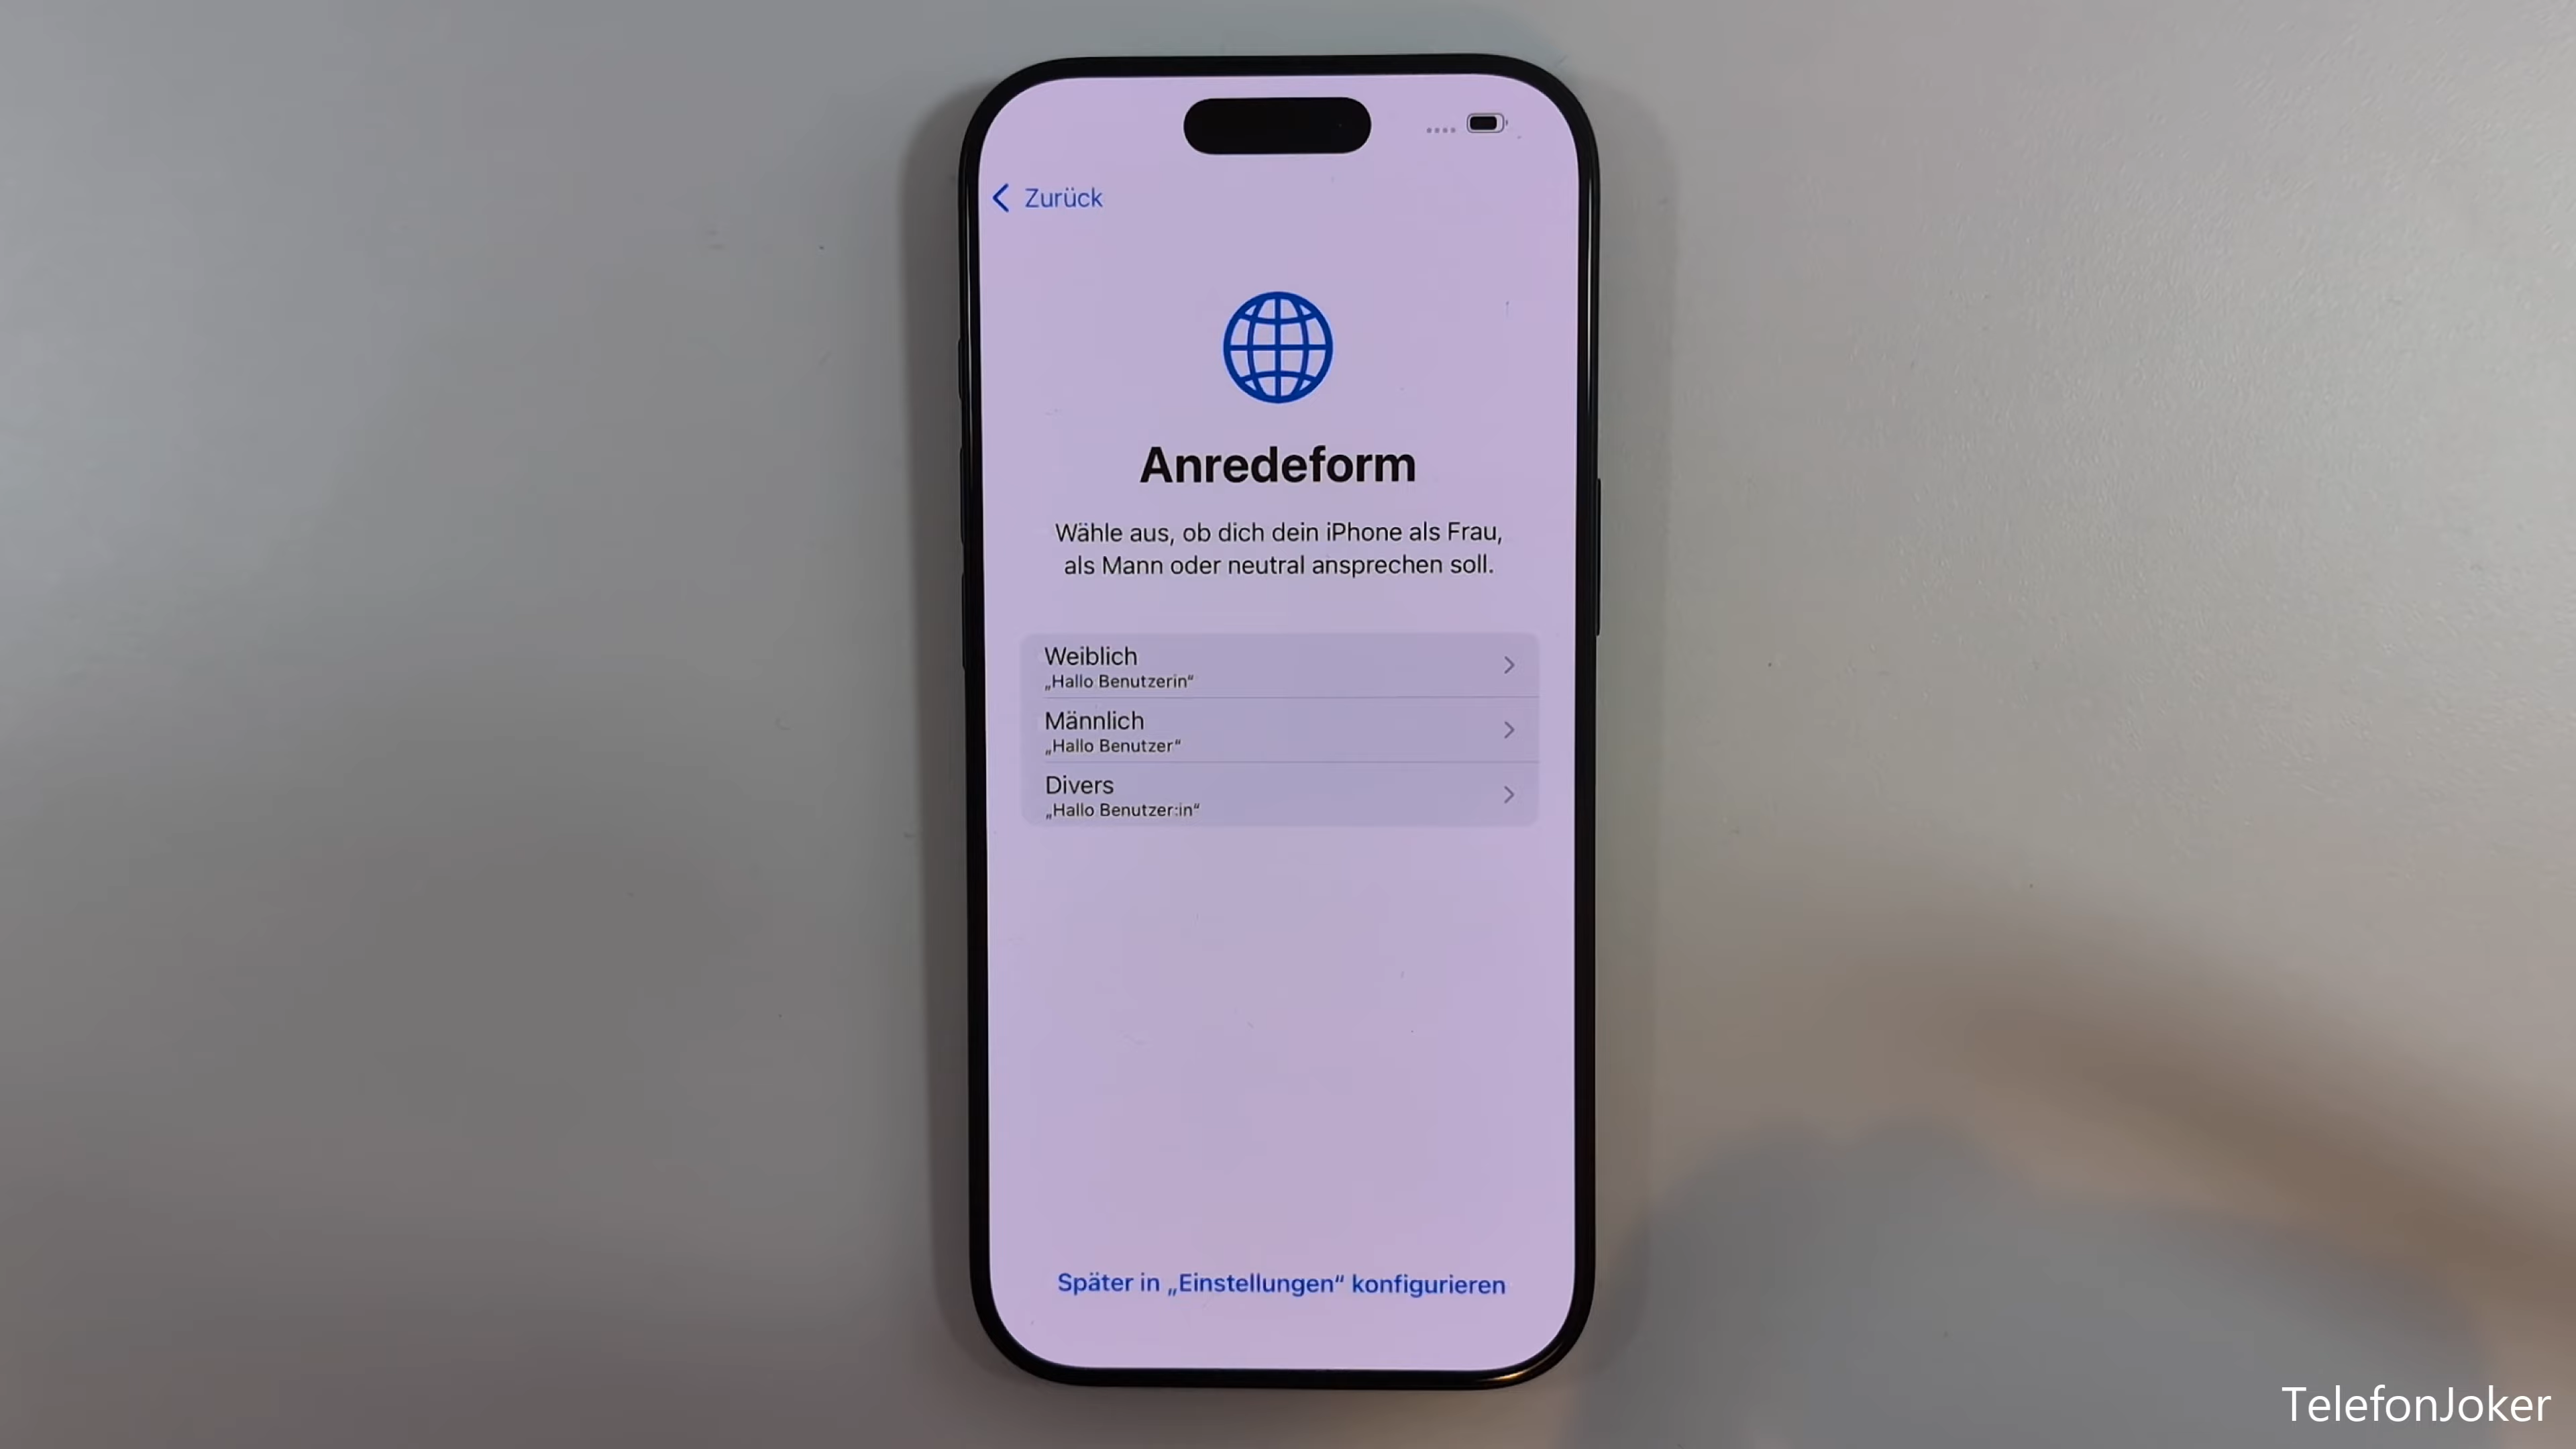 Zurück
Anredeform
Wähle aus, ob dich dein iPhone als Frau,
als Mann oder neutral ansprechen soll.
Weiblich
„Hallo Benutzerin“
Männlich
„Hallo Benutzer“
Divers
„Hallo Benutzer:in“
Später in „Einstellungen“ konfigurieren
TelefonJoker